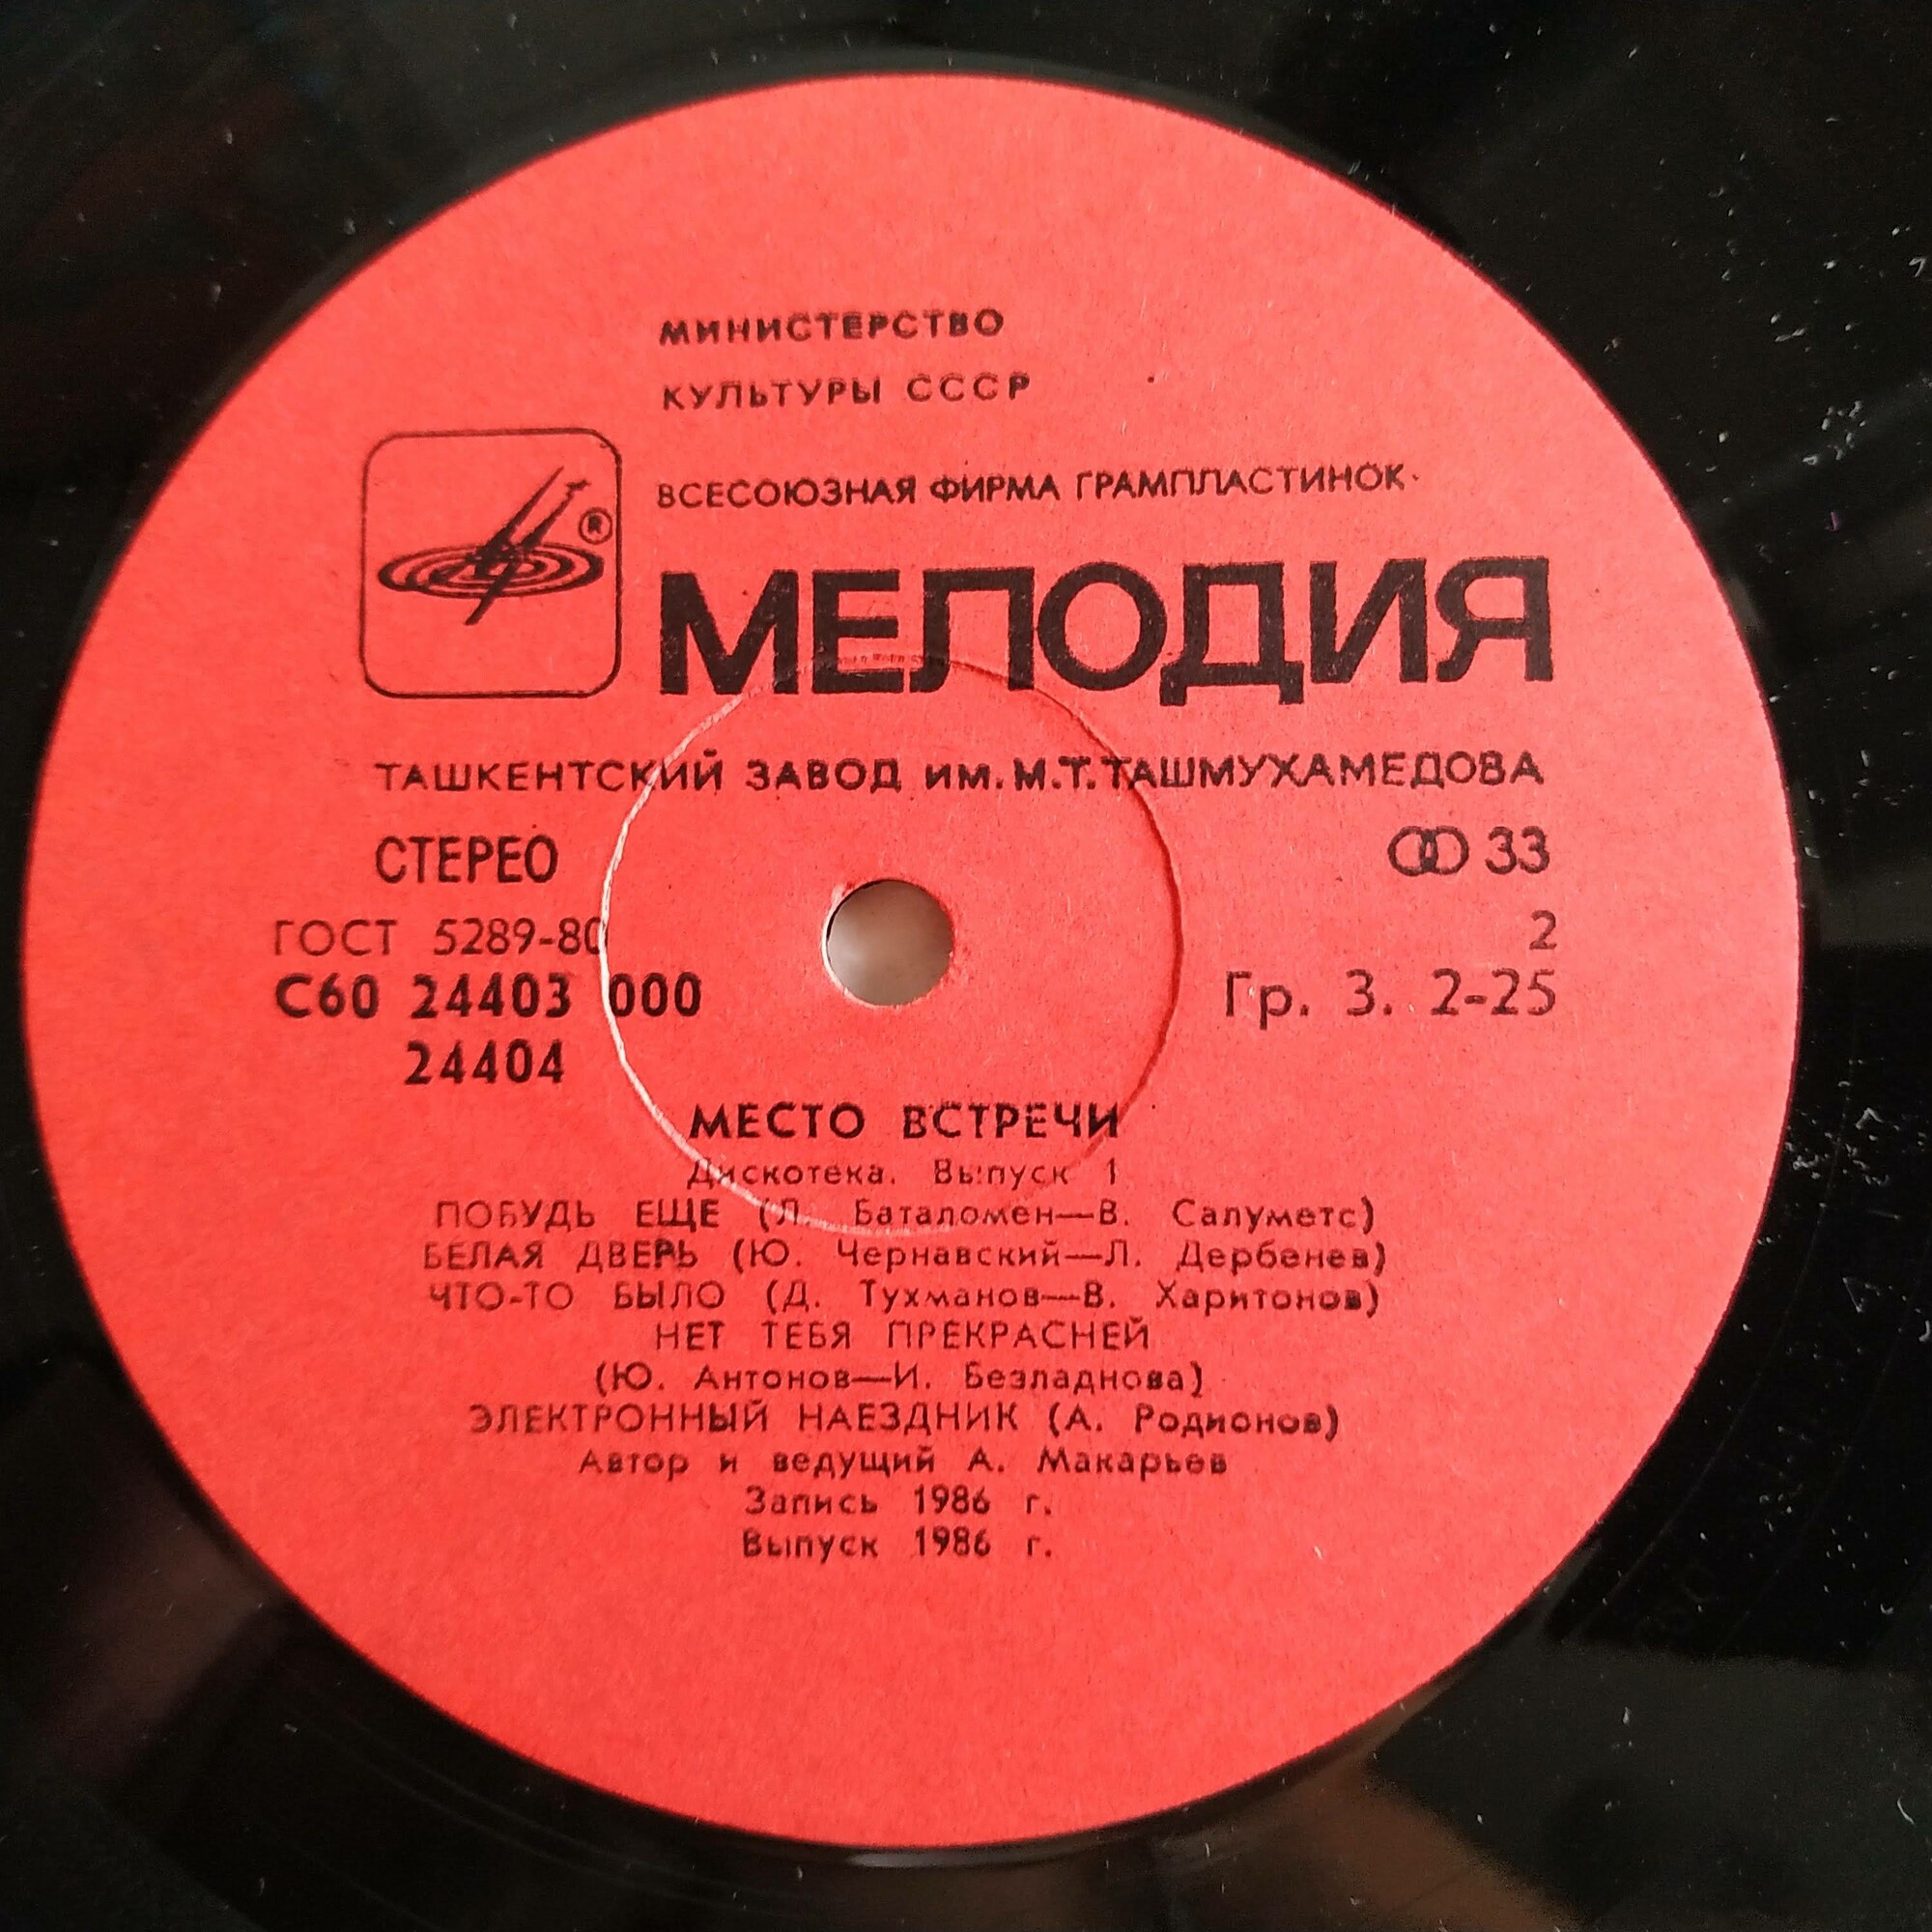 МИНИСТЕРСТВО
КУЛЬТУРЫ СССР
ВСЕСОЮЗНАЯ ФИРМА ГРАМПЛАСТИНОК
®
МЕЛОДИЯ
ТАШКЕНТСКИЙ ЗАВОД ИМ. М.Т. ТАШМУХАМЕДОВА
СТЕРЕО 33
ГОСТ 5289-80 2
С60 24403 000 Гр. 3. 2-25
24404
МЕСТО ВСТРЕЧИ
Дискотека. Выпуск 1
ПОБУДЬ ЕЩЕ (Л. Баталомен—В. Салуметс)
БЕЛАЯ ДВЕРЬ (Ю. Чернавский—Л. Дербенев)
ЧТО-ТО БЫЛО (Д. Тухманов—В. Харитонов)
НЕТ ТЕБЯ ПРЕКРАСНЕЙ
(Ю. Антонов—И. Безладнова)
ЭЛЕКТРОННЫЙ НАЕЗДНИК (А. Родионов)
Автор и ведущий А. Макарьев
Запись 1986 г.
Выпуск 1986 г.